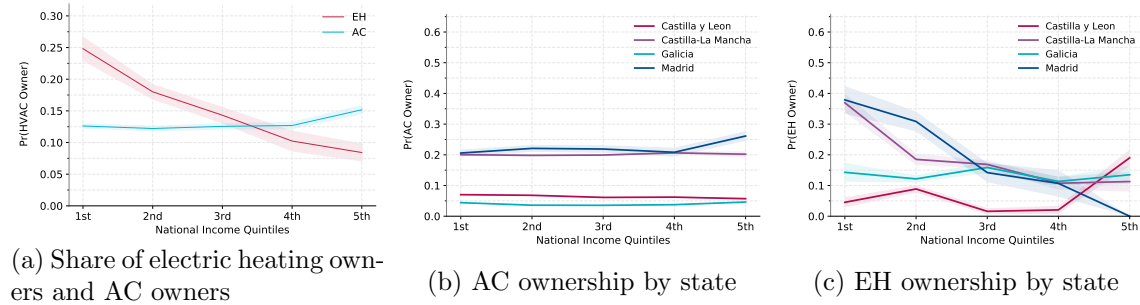 EH
AC
Pr(HVAC Owner)
0.25
0.20
0.15
0.10
0.05
0.00
1st 2nd 3rd 4th 5th
National Income Quintiles
(a) Share of electric heating own-
ers and AC owners
Castilla y Leon
Castilla-La Mancha
Galicia
Madrid
Pr(AC Owner)
0.6
0.5
0.4
0.3
0.2
0.1
0.0
1st 2nd 3rd 4th 5th
National Income Quintiles
(b) AC ownership by state
Castilla y Leon
Castilla-La Mancha
Galicia
Madrid
Pr(EH Owner)
0.6
0.5
0.4
0.3
0.2
0.1
0.0
1st 2nd 3rd 4th 5th
National Income Quintiles
(c) EH ownership by state